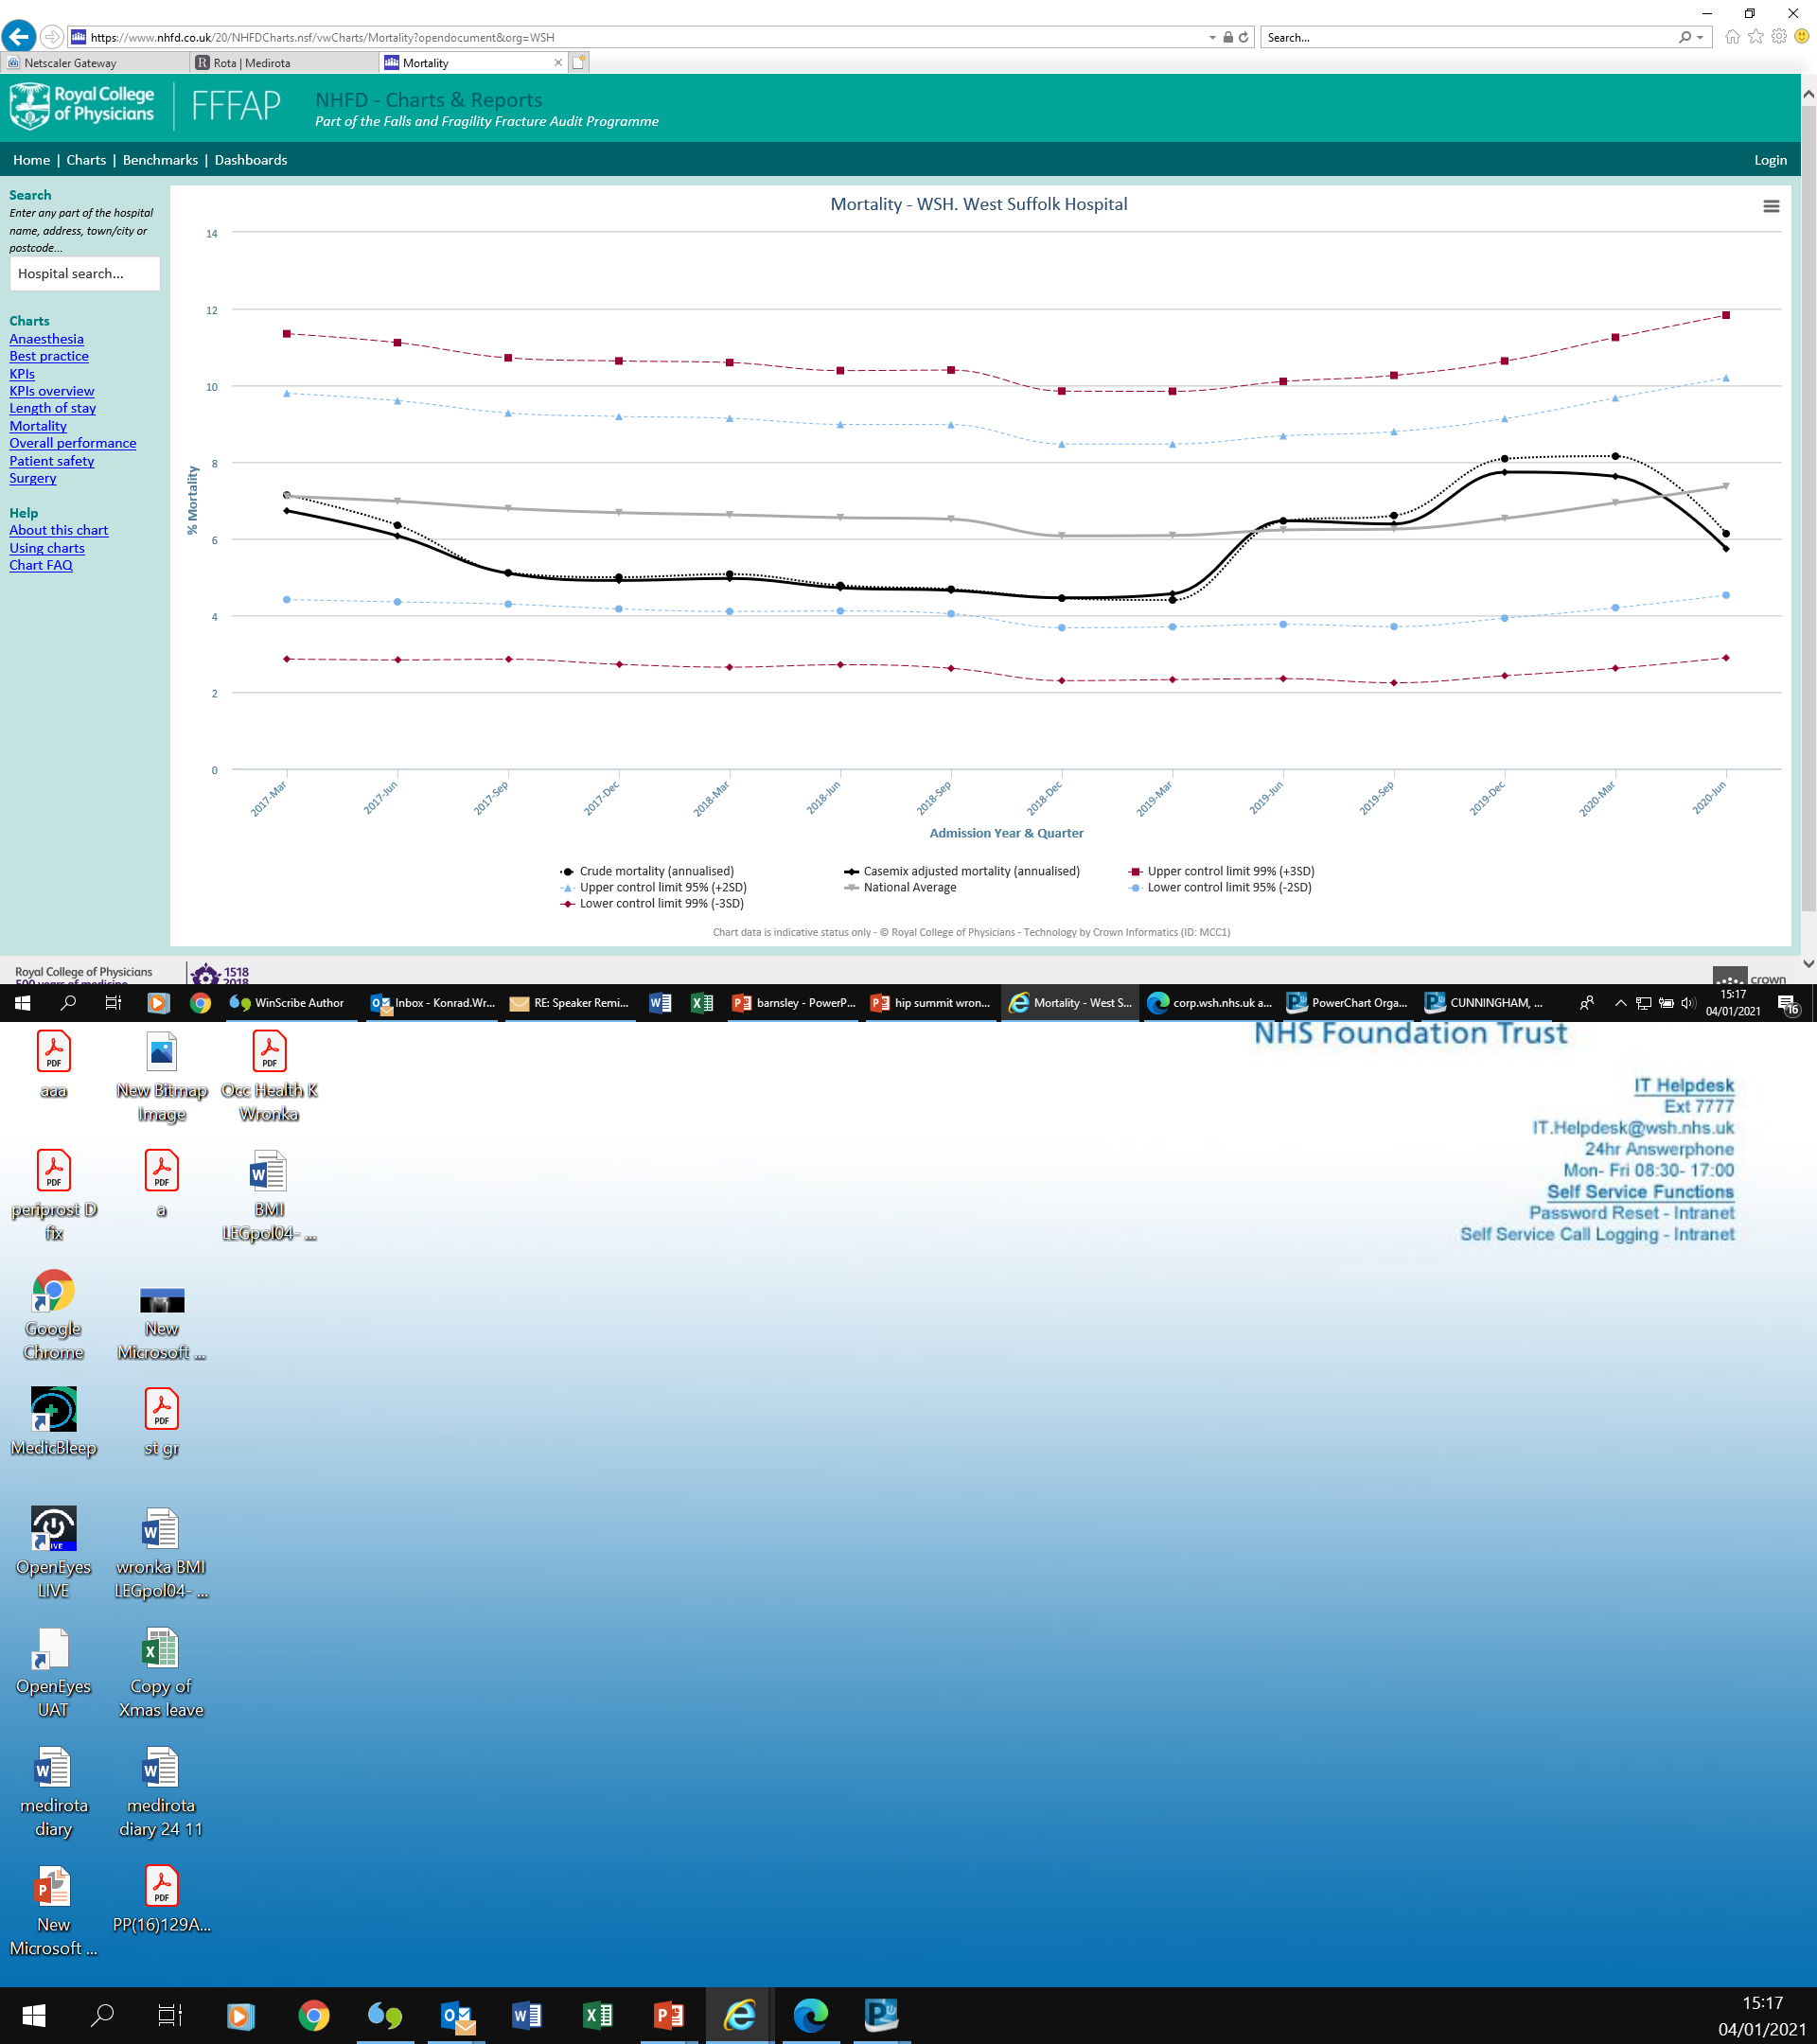 https://www.nhfd.co.uk/20/NHFDCharts.nsf/vwCharts/Mortality?opendocument&org=WSH
Search...
Netscaler Gateway
Rota | Medirota
Mortality
Royal College of Physicians
FFFAP
NHFD - Charts & Reports
Part of the Falls and Fragility Fracture Audit Programme
Home | Charts | Benchmarks | Dashboards
Login
Search
Enter any part of the hospital
name, address, town/city or
postcode...
Hospital search...
Charts
Anaesthesia
Best practice
KPIs
KPIs overview
Length of stay
Mortality
Overall performance
Patient safety
Surgery
Help
About this chart
Using charts
Chart FAQ
Mortality - WSH. West Suffolk Hospital
% Mortality
14
12
10
8
6
4
2
0
2017-Mar
2017-Jun
2017-Sep
2017-Dec
2018-Mar
2018-Jun
2018-Sep
2018-Dec
2019-Mar
2019-Jun
2019-Sep
2019-Dec
2020-Mar
2020-Jun
Admission Year & Quarter
Crude mortality (annualised)
Casemix adjusted mortality (annualised)
Upper control limit 99% (+3SD)
Upper control limit 95% (+2SD)
National Average
Lower control limit 95% (-2SD)
Lower control limit 99% (-3SD)
Chart data is indicative status only - © Royal College of Physicians - Technology by Crown Informatics (ID: MCC1)
Royal College of Physicians
500 years of medicine
1518
2018
crown
WinScribe Author
Inbox - Konrad.Wr...
RE: Speaker Remi...
barnsley - PowerP...
hip summit wron...
Mortality - West S...
corp.wsh.nhs.uk a...
PowerChart Orga...
CUNNINGHAM, ...
15:17
04/01/2021
16
NHS Foundation Trust
IT Helpdesk
Ext 7777
IT.Helpdesk@wsh.nhs.uk
24hr Answerphone
Mon- Fri 08:30- 17:00
Self Service Functions
Password Reset - Intranet
Self Service Call Logging - Intranet
aaa
New Bitmap
Image
Occ Health K
Wronka
periprost D
fix
a
BMI
LEGpol04- ...
Google
Chrome
New
Microsoft ...
MedicBleep
st gr
OpenEyes
LIVE
wronka BMI
LEGpol04- ...
OpenEyes
UAT
Copy of
Xmas leave
medirota
diary
medirota
diary 24 11
New
Microsoft ...
PP(16)129A...
15:17
04/01/2021